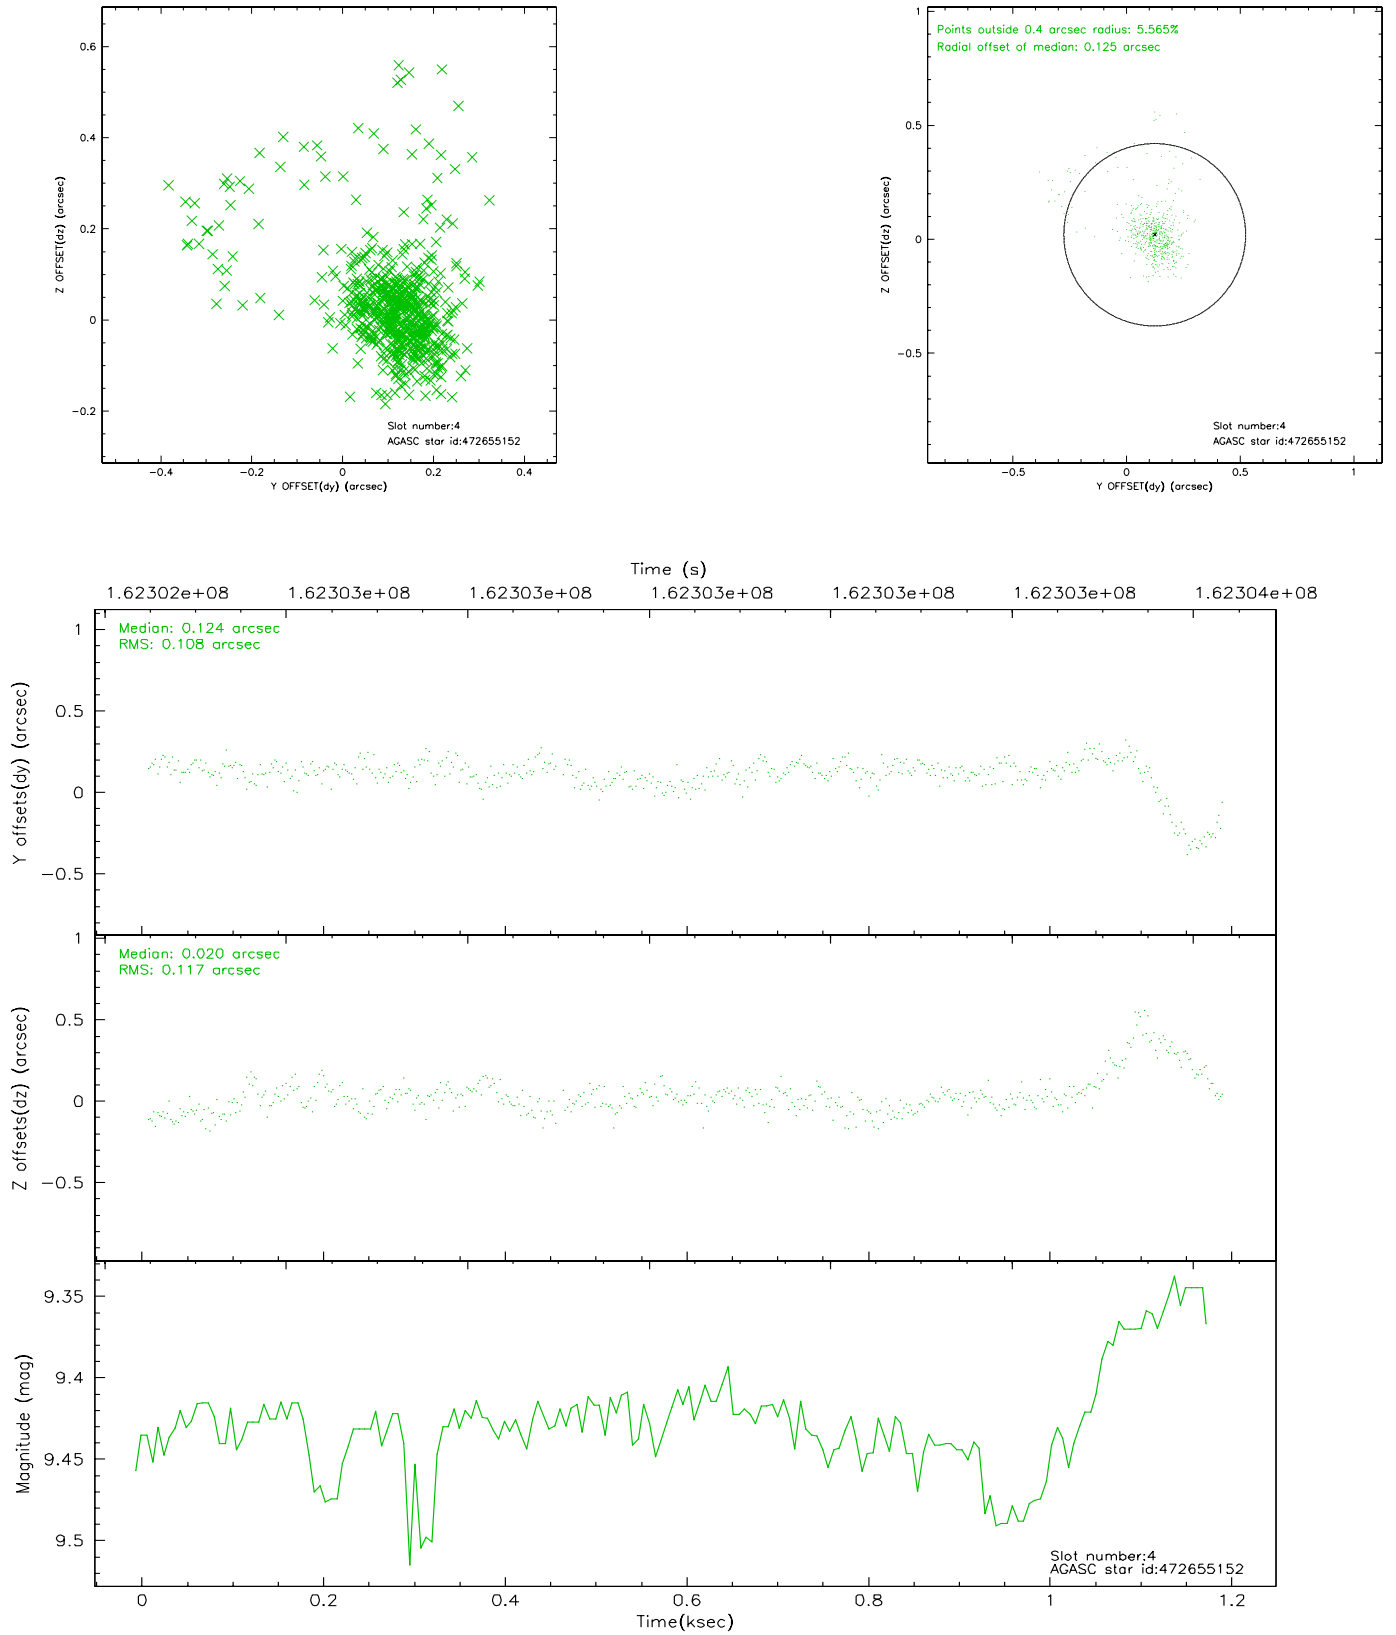 0.6
0.4
0.2
0
−0.2
Z OFFSET(dz) (arcsec)
−0.4
−0.2
0
0.2
0.4
Y OFFSET(dy) (arcsec)
Slot number:4
AGASC star id:472655152
Points outside 0.4 arcsec radius: 5.565%
Radial offset of median: 0.125 arcsec
1
0.5
0
−0.5
Z OFFSET(dz) (arcsec)
−0.5
0
0.5
1
Y OFFSET(dy) (arcsec)
Slot number:4
AGASC star id:472655152
Time (s)
1.62302e+08 1.62303e+08 1.62303e+08 1.62303e+08 1.62303e+08 1.62303e+08 1.62304e+08
Median: 0.124 arcsec
RMS: 0.108 arcsec
1
0.5
0
−0.5
Y offsets(dy) (arcsec)
Median: 0.020 arcsec
RMS: 0.117 arcsec
1
0.5
0
−0.5
Z offsets(dz) (arcsec)
9.35
9.4
9.45
9.5
Magnitude (mag)
Slot number:4
AGASC star id:472655152
0 0.2 0.4 0.6 0.8 1 1.2
Time(ksec)